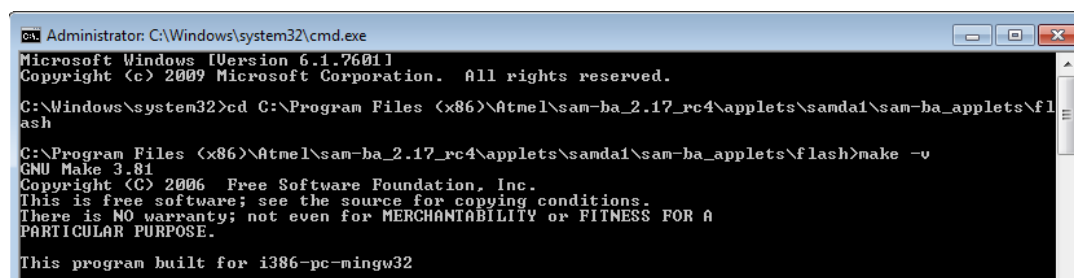 Administrator: C:\Windows\system32\cmd.exe
Microsoft Windows [Version 6.1.7601]
Copyright (c) 2009 Microsoft Corporation.  All rights reserved.
C:\Windows\system32>cd C:\Program Files (x86)\Atmel\sam-ba_2.17_rc4\applets\samda1\sam-ba_applets\fl
ash
C:\Program Files (x86)\Atmel\sam-ba_2.17_rc4\applets\samda1\sam-ba_applets\flash>make -v
GNU Make 3.81
Copyright (C) 2006  Free Software Foundation, Inc.
This is free software; see the source for copying conditions.
There is NO warranty; not even for MERCHANTABILITY or FITNESS FOR A
PARTICULAR PURPOSE.
This program built for i386-pc-mingw32